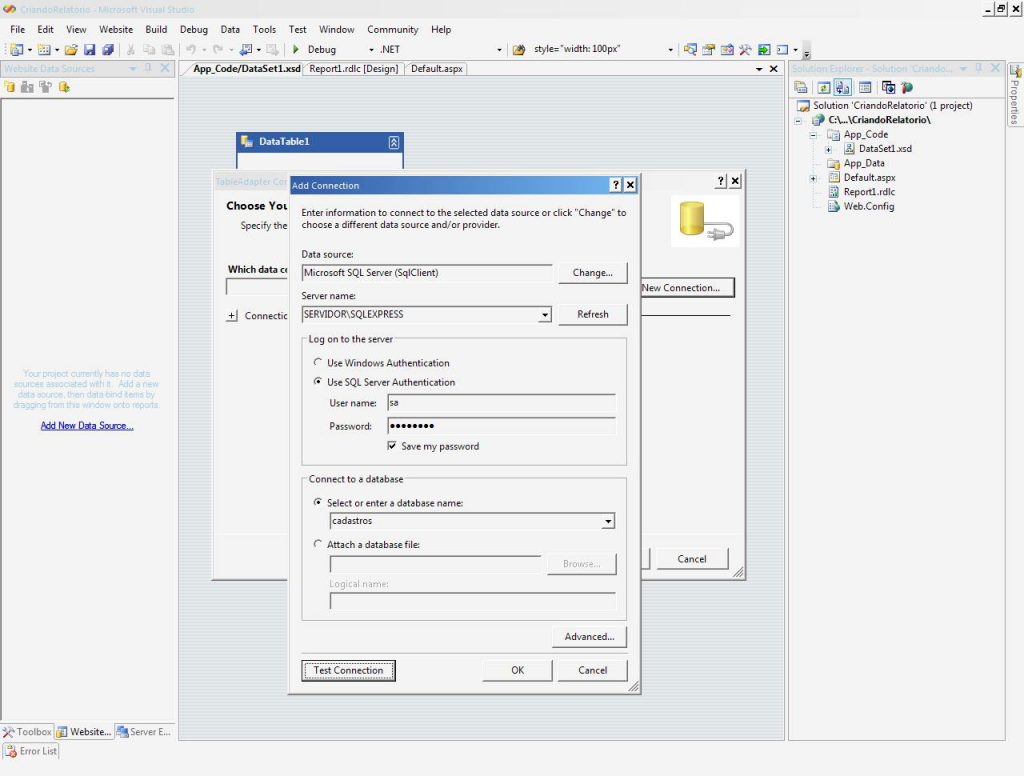 CriandoRelatorio - Microsoft Visual Studio
File Edit View Website Build Debug Data Tools Test Window Community Help
Debug .NET style="width: 100px"
Website Data Sources
App_Code/DataSet1.xsd Report1.rdlc [Design] Default.aspx
Solution Explorer - Solution 'Criando...
Properties
Solution 'CriandoRelatorio' (1 project)
C:\...\CriandoRelatorio\
App_Code
DataSet1.xsd
App_Data
Default.aspx
Report1.rdlc
Web.Config
DataTable1
TableAdapter Co
Choose You
Specify the
Which data co
Connectio
New Connection...
Cancel
Add Connection
Enter information to connect to the selected data source or click "Change" to
choose a different data source and/or provider.
Data source:
Microsoft SQL Server (SqlClient)
Change...
Server name:
SERVIDOR\SQLEXPRESS
Refresh
Log on to the server
Use Windows Authentication
Use SQL Server Authentication
User name: sa
Password: ●●●●●●●●
Save my password
Connect to a database
Select or enter a database name:
cadastros
Attach a database file:
Browse...
Logical name:
Advanced...
Test Connection OK Cancel
Your project currently has no data
sources associated with it. Add a new
data source, then data-bind items by
dragging from this window onto reports.
Add New Data Source...
Toolbox Website... Server E...
Error List